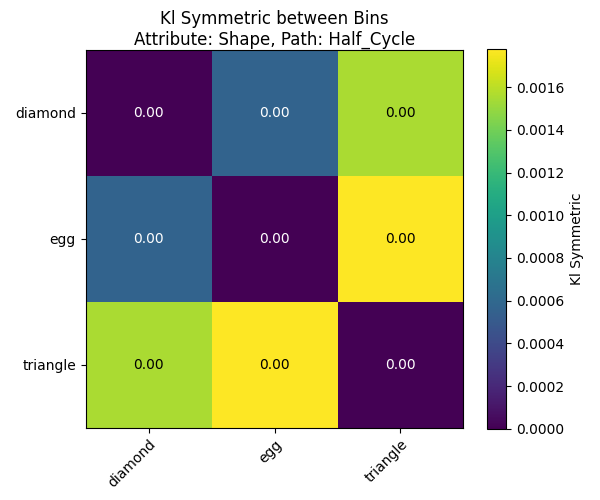 Kl Symmetric between Bins
Attribute: Shape, Path: Half_Cycle
diamond
0.00 0.00 0.00
egg
0.00 0.00 0.00
triangle
0.00 0.00 0.00
diamond
egg
triangle
0.0016
0.0014
0.0012
0.0010
0.0008
0.0006
0.0004
0.0002
0.0000
Kl Symmetric